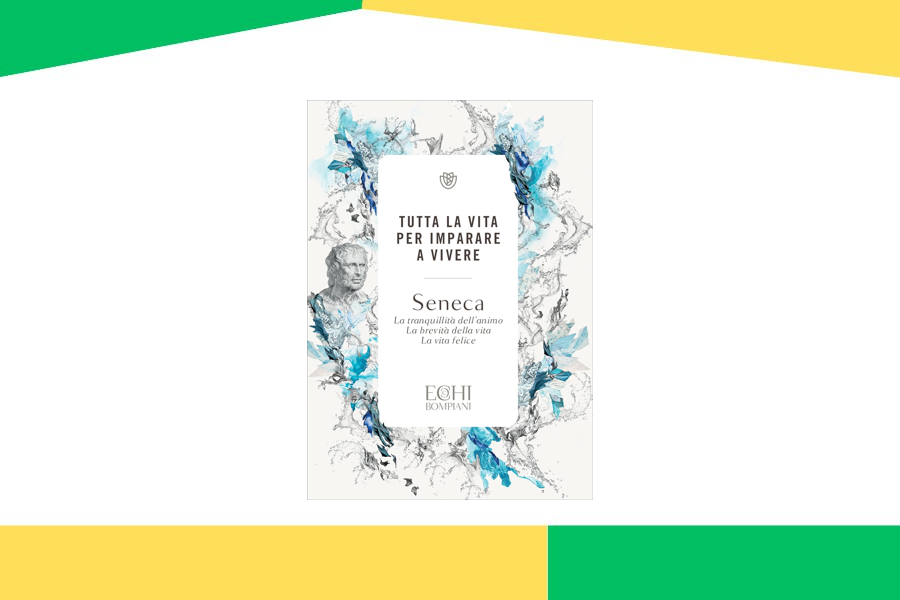 TUTTA LA VITA
PER IMPARARE
A VIVERE
Seneca
La tranquillità dell'animo
La brevità della vita
La vita felice
ECHI
BOMPIANI